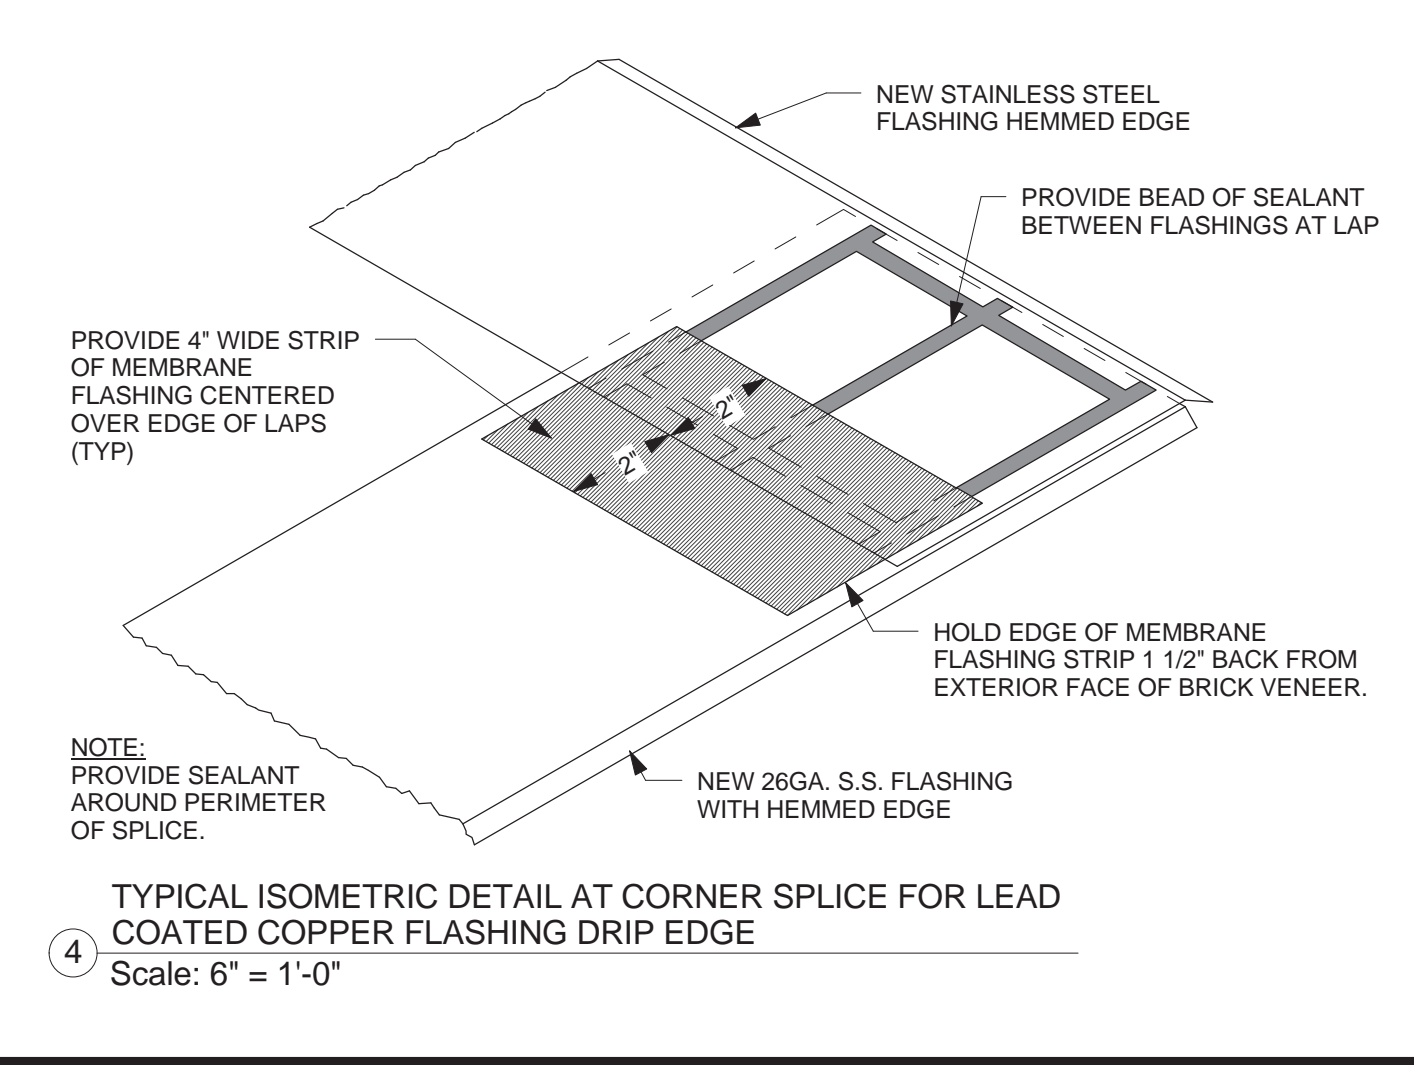 NEW STAINLESS STEEL
FLASHING HEMMED EDGE
PROVIDE BEAD OF SEALANT
BETWEEN FLASHINGS AT LAP
PROVIDE 4" WIDE STRIP
OF MEMBRANE
FLASHING CENTERED
OVER EDGE OF LAPS
(TYP)
2"
2"
HOLD EDGE OF MEMBRANE
FLASHING STRIP 1 1/2" BACK FROM
EXTERIOR FACE OF BRICK VENEER.
NOTE:
PROVIDE SEALANT
AROUND PERIMETER
OF SPLICE.
NEW 26GA. S.S. FLASHING
WITH HEMMED EDGE
4
TYPICAL ISOMETRIC DETAIL AT CORNER SPLICE FOR LEAD
COATED COPPER FLASHING DRIP EDGE
Scale: 6" = 1'-0"